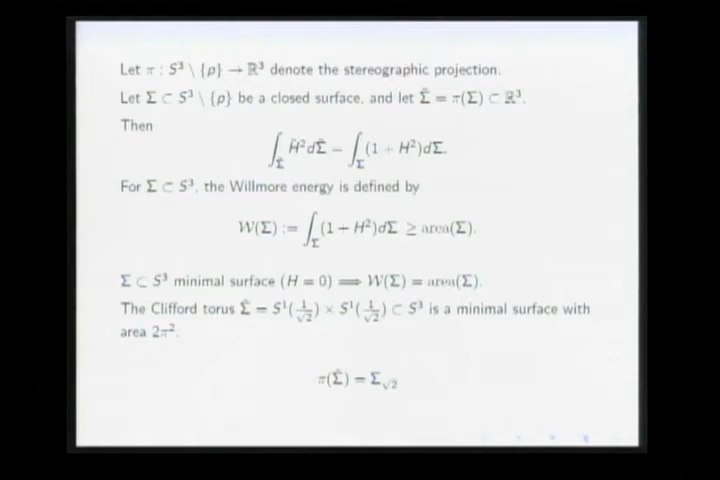 Let π : S³ \ {p} → ℝ³ denote the stereographic projection.
Let Σ ⊂ S³ \ {p} be a closed surface, and let Σ̃ = π(Σ) ⊂ ℝ³.
Then
∫_Σ̃ H̃² dΣ̃ = ∫_Σ (1 + H²) dΣ.
For Σ ⊂ S³, the Willmore energy is defined by
W(Σ) := ∫_Σ (1 + H²) dΣ ≥ area(Σ).
Σ ⊂ S³ minimal surface (H = 0) ⟹ W(Σ) = area(Σ).
The Clifford torus Σ̂ = S¹(1/√2) × S¹(1/√2) ⊂ S³ is a minimal surface with
area 2π².
π(Σ̂) = Σ_√2